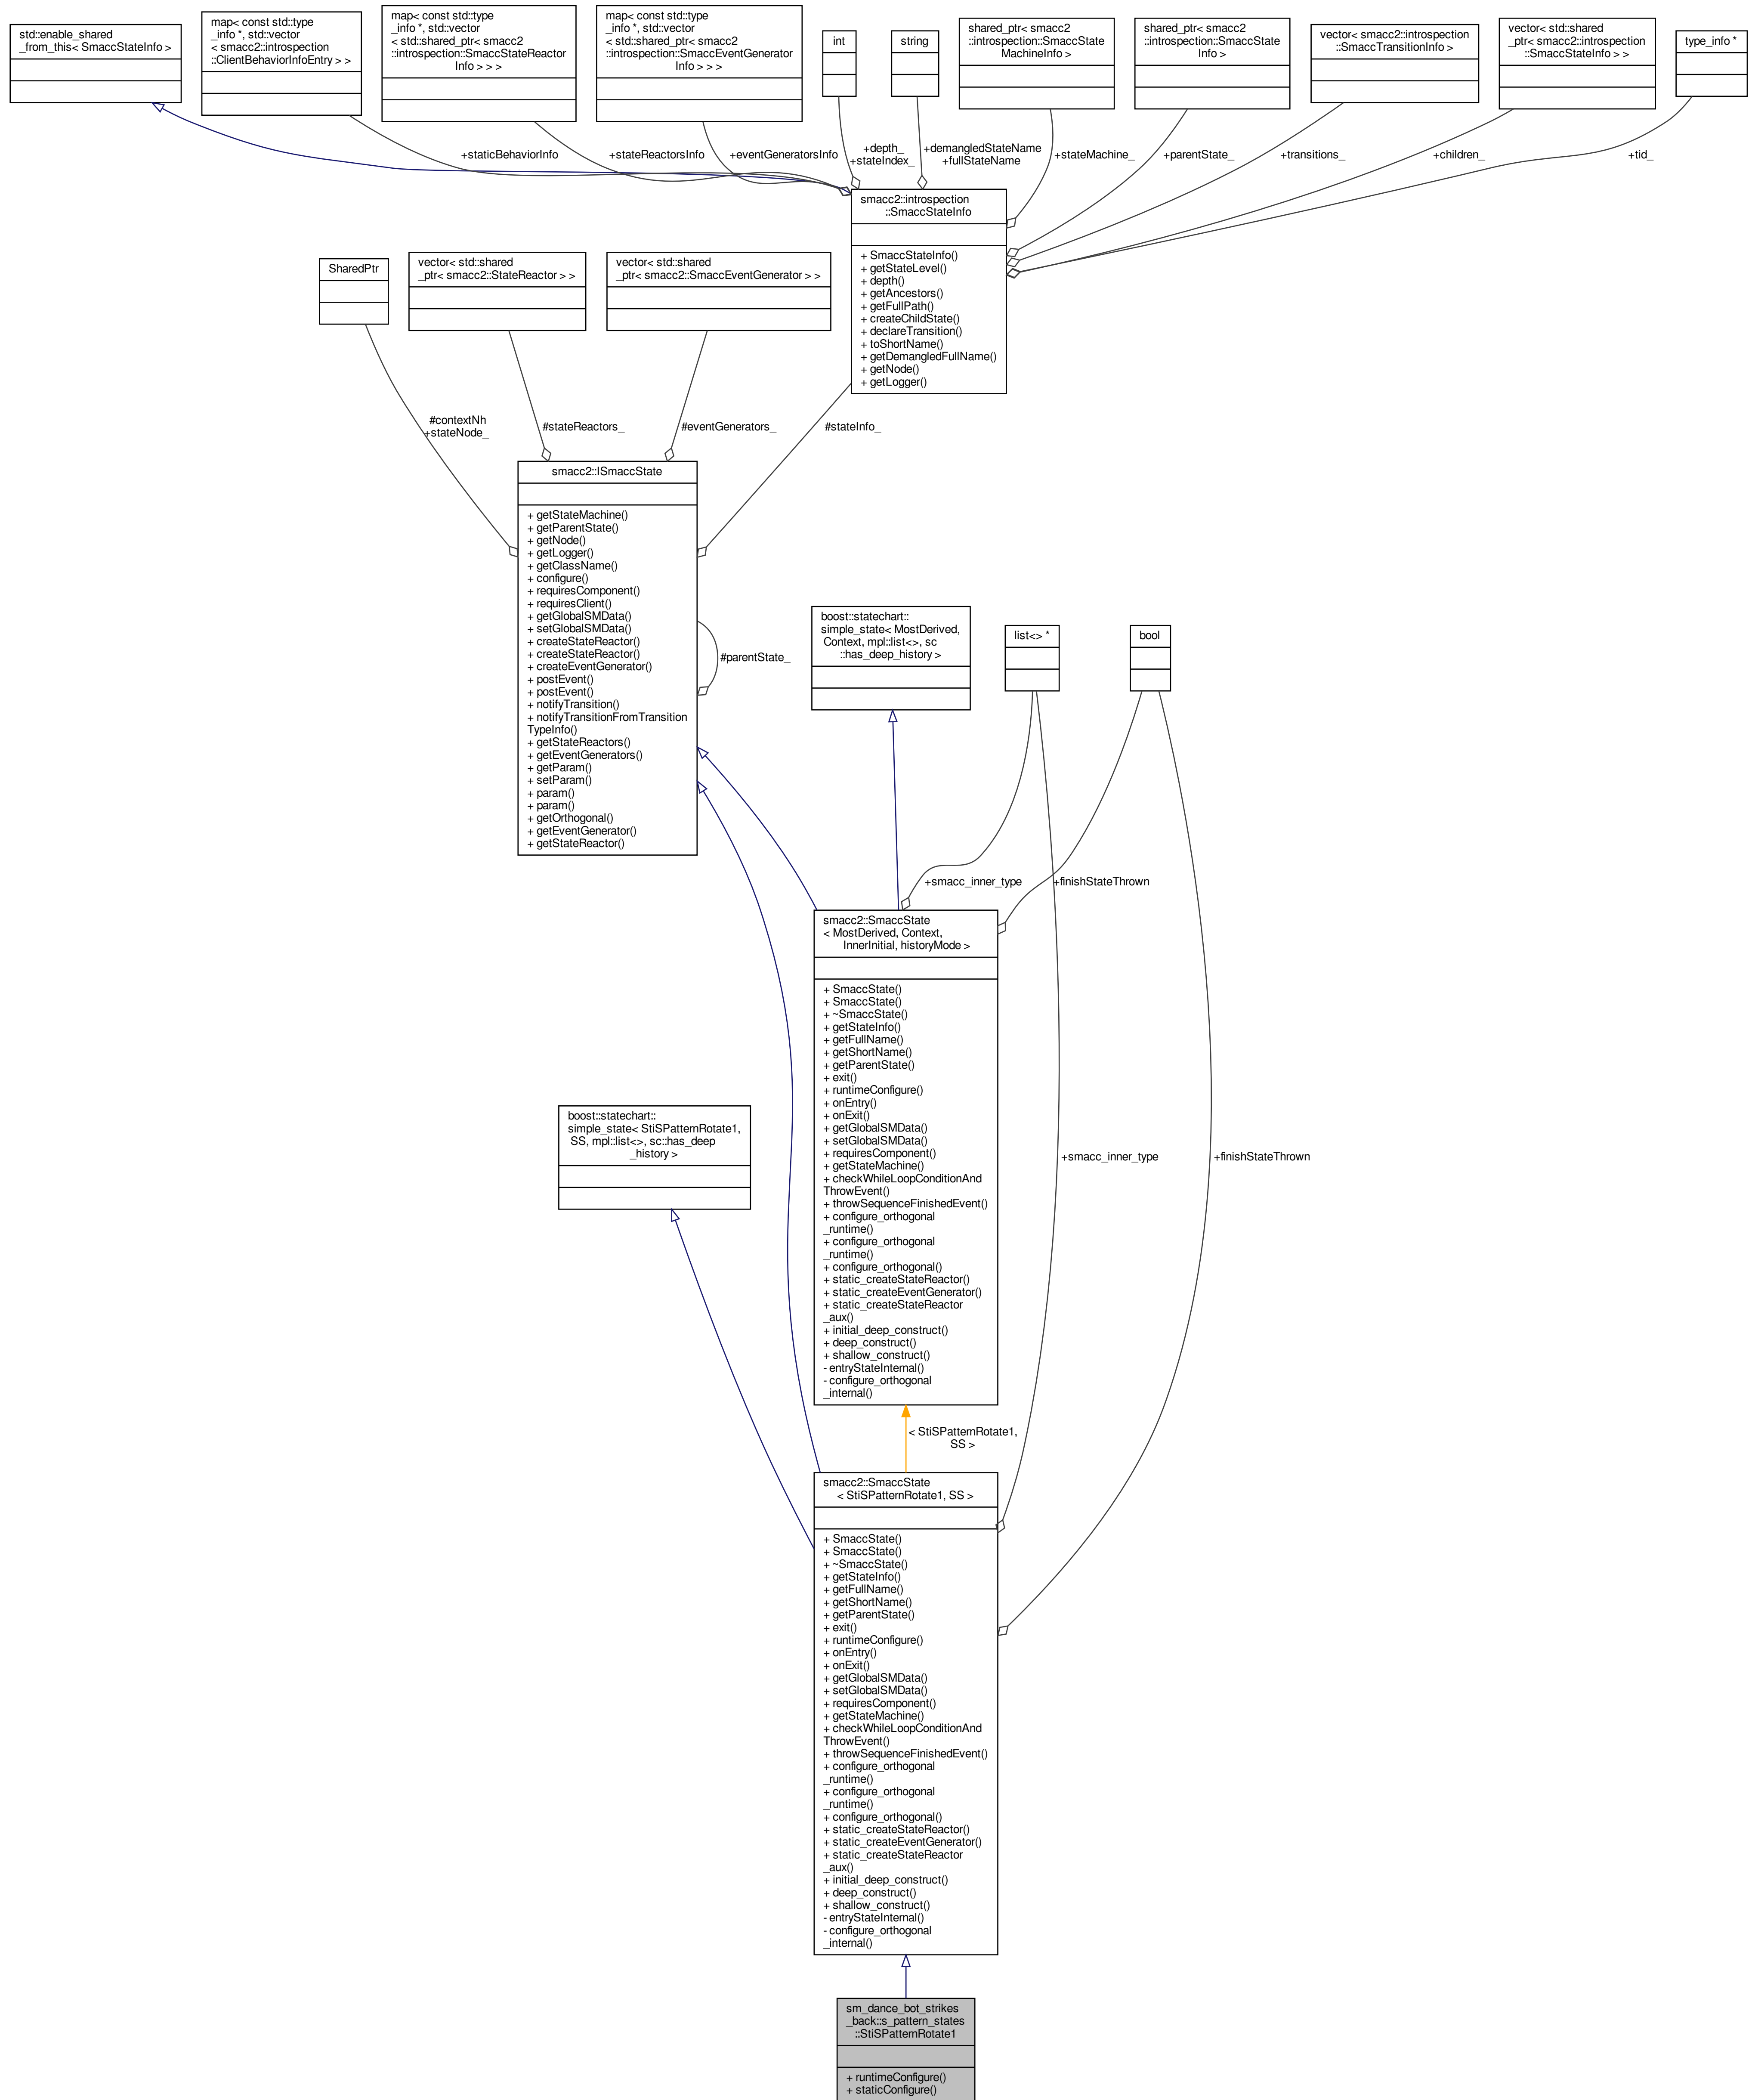 std::enable_shared
_from_this< SmaccStateInfo >
map< const std::type
_info *, std::vector
< smacc2::introspection
::ClientBehaviorInfoEntry > >
map< const std::type
_info *, std::vector
< std::shared_ptr< smacc2
::introspection::SmaccStateReactor
Info > > >
map< const std::type
_info *, std::vector
< std::shared_ptr< smacc2
::introspection::SmaccEventGenerator
Info > > >
int
string
shared_ptr< smacc2
::introspection::SmaccState
MachineInfo >
shared_ptr< smacc2
::introspection::SmaccState
Info >
vector< smacc2::introspection
::SmaccTransitionInfo >
vector< std::shared
_ptr< smacc2::introspection
::SmaccStateInfo > >
type_info *
+staticBehaviorInfo
+stateReactorsInfo
+eventGeneratorsInfo
+depth_
+stateIndex_
+demangledStateName
+fullStateName
+stateMachine_
+parentState_
+transitions_
+children_
+tid_
smacc2::introspection
::SmaccStateInfo
+ SmaccStateInfo()
+ getStateLevel()
+ depth()
+ getAncestors()
+ getFullPath()
+ createChildState()
+ declareTransition()
+ toShortName()
+ getDemangledFullName()
+ getNode()
+ getLogger()
SharedPtr
vector< std::shared
_ptr< smacc2::StateReactor > >
vector< std::shared
_ptr< smacc2::SmaccEventGenerator > >
#contextNh
+stateNode_
#stateReactors_
#eventGenerators_
#stateInfo_
smacc2::ISmaccState
+ getStateMachine()
+ getParentState()
+ getNode()
+ getLogger()
+ getClassName()
+ configure()
+ requiresComponent()
+ requiresClient()
+ getGlobalSMData()
+ setGlobalSMData()
+ createStateReactor()
+ createStateReactor()
+ createEventGenerator()
+ postEvent()
+ postEvent()
+ notifyTransition()
+ notifyTransitionFromTransition
TypeInfo()
+ getStateReactors()
+ getEventGenerators()
+ getParam()
+ setParam()
+ param()
+ param()
+ getOrthogonal()
+ getEventGenerator()
+ getStateReactor()
#parentState_
boost::statechart::
simple_state< MostDerived,
Context, mpl::list<>, sc
::has_deep_history >
list<> *
bool
+smacc_inner_type
+finishStateThrown
smacc2::SmaccState
< MostDerived, Context,
InnerInitial, historyMode >
+ SmaccState()
+ SmaccState()
+ ~SmaccState()
+ getStateInfo()
+ getFullName()
+ getShortName()
+ getParentState()
+ exit()
+ runtimeConfigure()
+ onEntry()
+ onExit()
+ getGlobalSMData()
+ setGlobalSMData()
+ requiresComponent()
+ getStateMachine()
+ checkWhileLoopConditionAnd
ThrowEvent()
+ throwSequenceFinishedEvent()
+ configure_orthogonal
_runtime()
+ configure_orthogonal
_runtime()
+ configure_orthogonal()
+ static_createStateReactor()
+ static_createEventGenerator()
+ static_createStateReactor
_aux()
+ initial_deep_construct()
+ deep_construct()
+ shallow_construct()
- entryStateInternal()
- configure_orthogonal
_internal()
boost::statechart::
simple_state< StiSPatternRotate1,
SS, mpl::list<>, sc::has_deep
_history >
+smacc_inner_type
+finishStateThrown
< StiSPatternRotate1,
SS >
smacc2::SmaccState
< StiSPatternRotate1, SS >
+ SmaccState()
+ SmaccState()
+ ~SmaccState()
+ getStateInfo()
+ getFullName()
+ getShortName()
+ getParentState()
+ exit()
+ runtimeConfigure()
+ onEntry()
+ onExit()
+ getGlobalSMData()
+ setGlobalSMData()
+ requiresComponent()
+ getStateMachine()
+ checkWhileLoopConditionAnd
ThrowEvent()
+ throwSequenceFinishedEvent()
+ configure_orthogonal
_runtime()
+ configure_orthogonal
_runtime()
+ configure_orthogonal()
+ static_createStateReactor()
+ static_createEventGenerator()
+ static_createStateReactor
_aux()
+ initial_deep_construct()
+ deep_construct()
+ shallow_construct()
- entryStateInternal()
- configure_orthogonal
_internal()
sm_dance_bot_strikes
_back::s_pattern_states
::StiSPatternRotate1
+ runtimeConfigure()
+ staticConfigure()